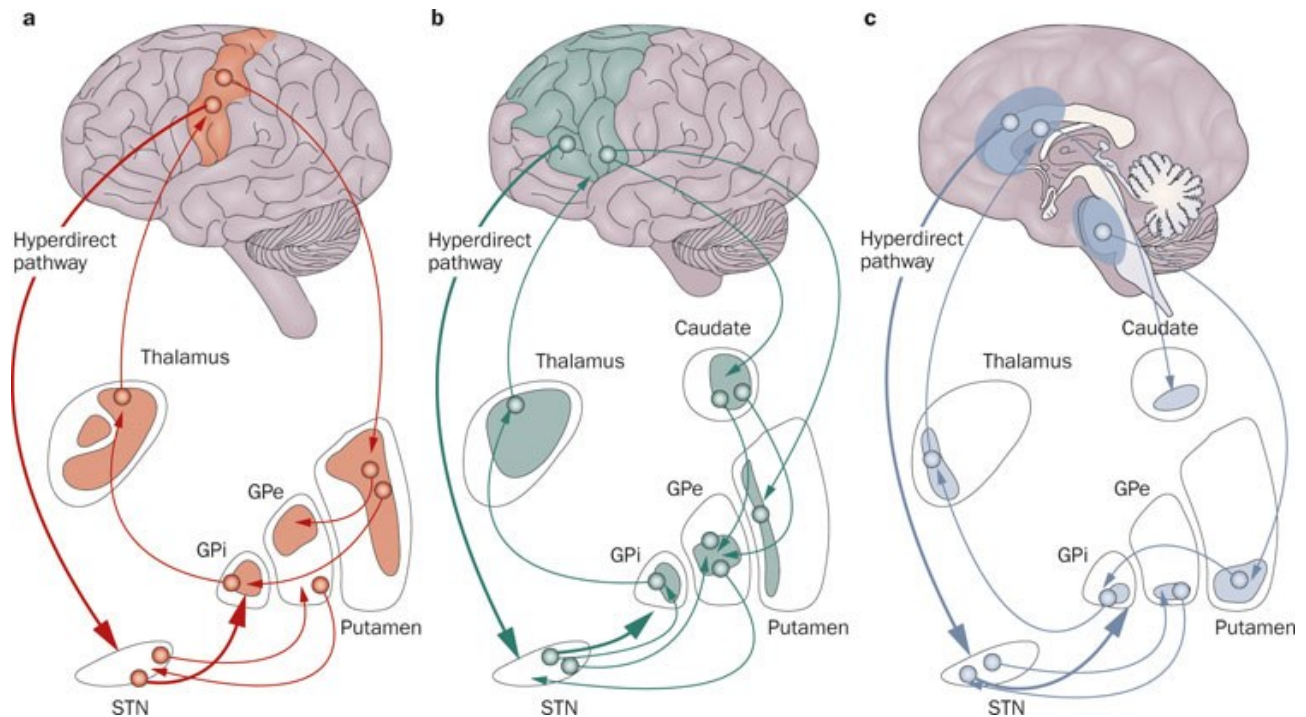 a
Hyperdirect
pathway
Thalamus
GPe
GPi
Putamen
STN
b
Hyperdirect
pathway
Caudate
Thalamus
GPe
GPi
Putamen
STN
c
Hyperdirect
pathway
Caudate
Thalamus
GPe
GPi
Putamen
STN